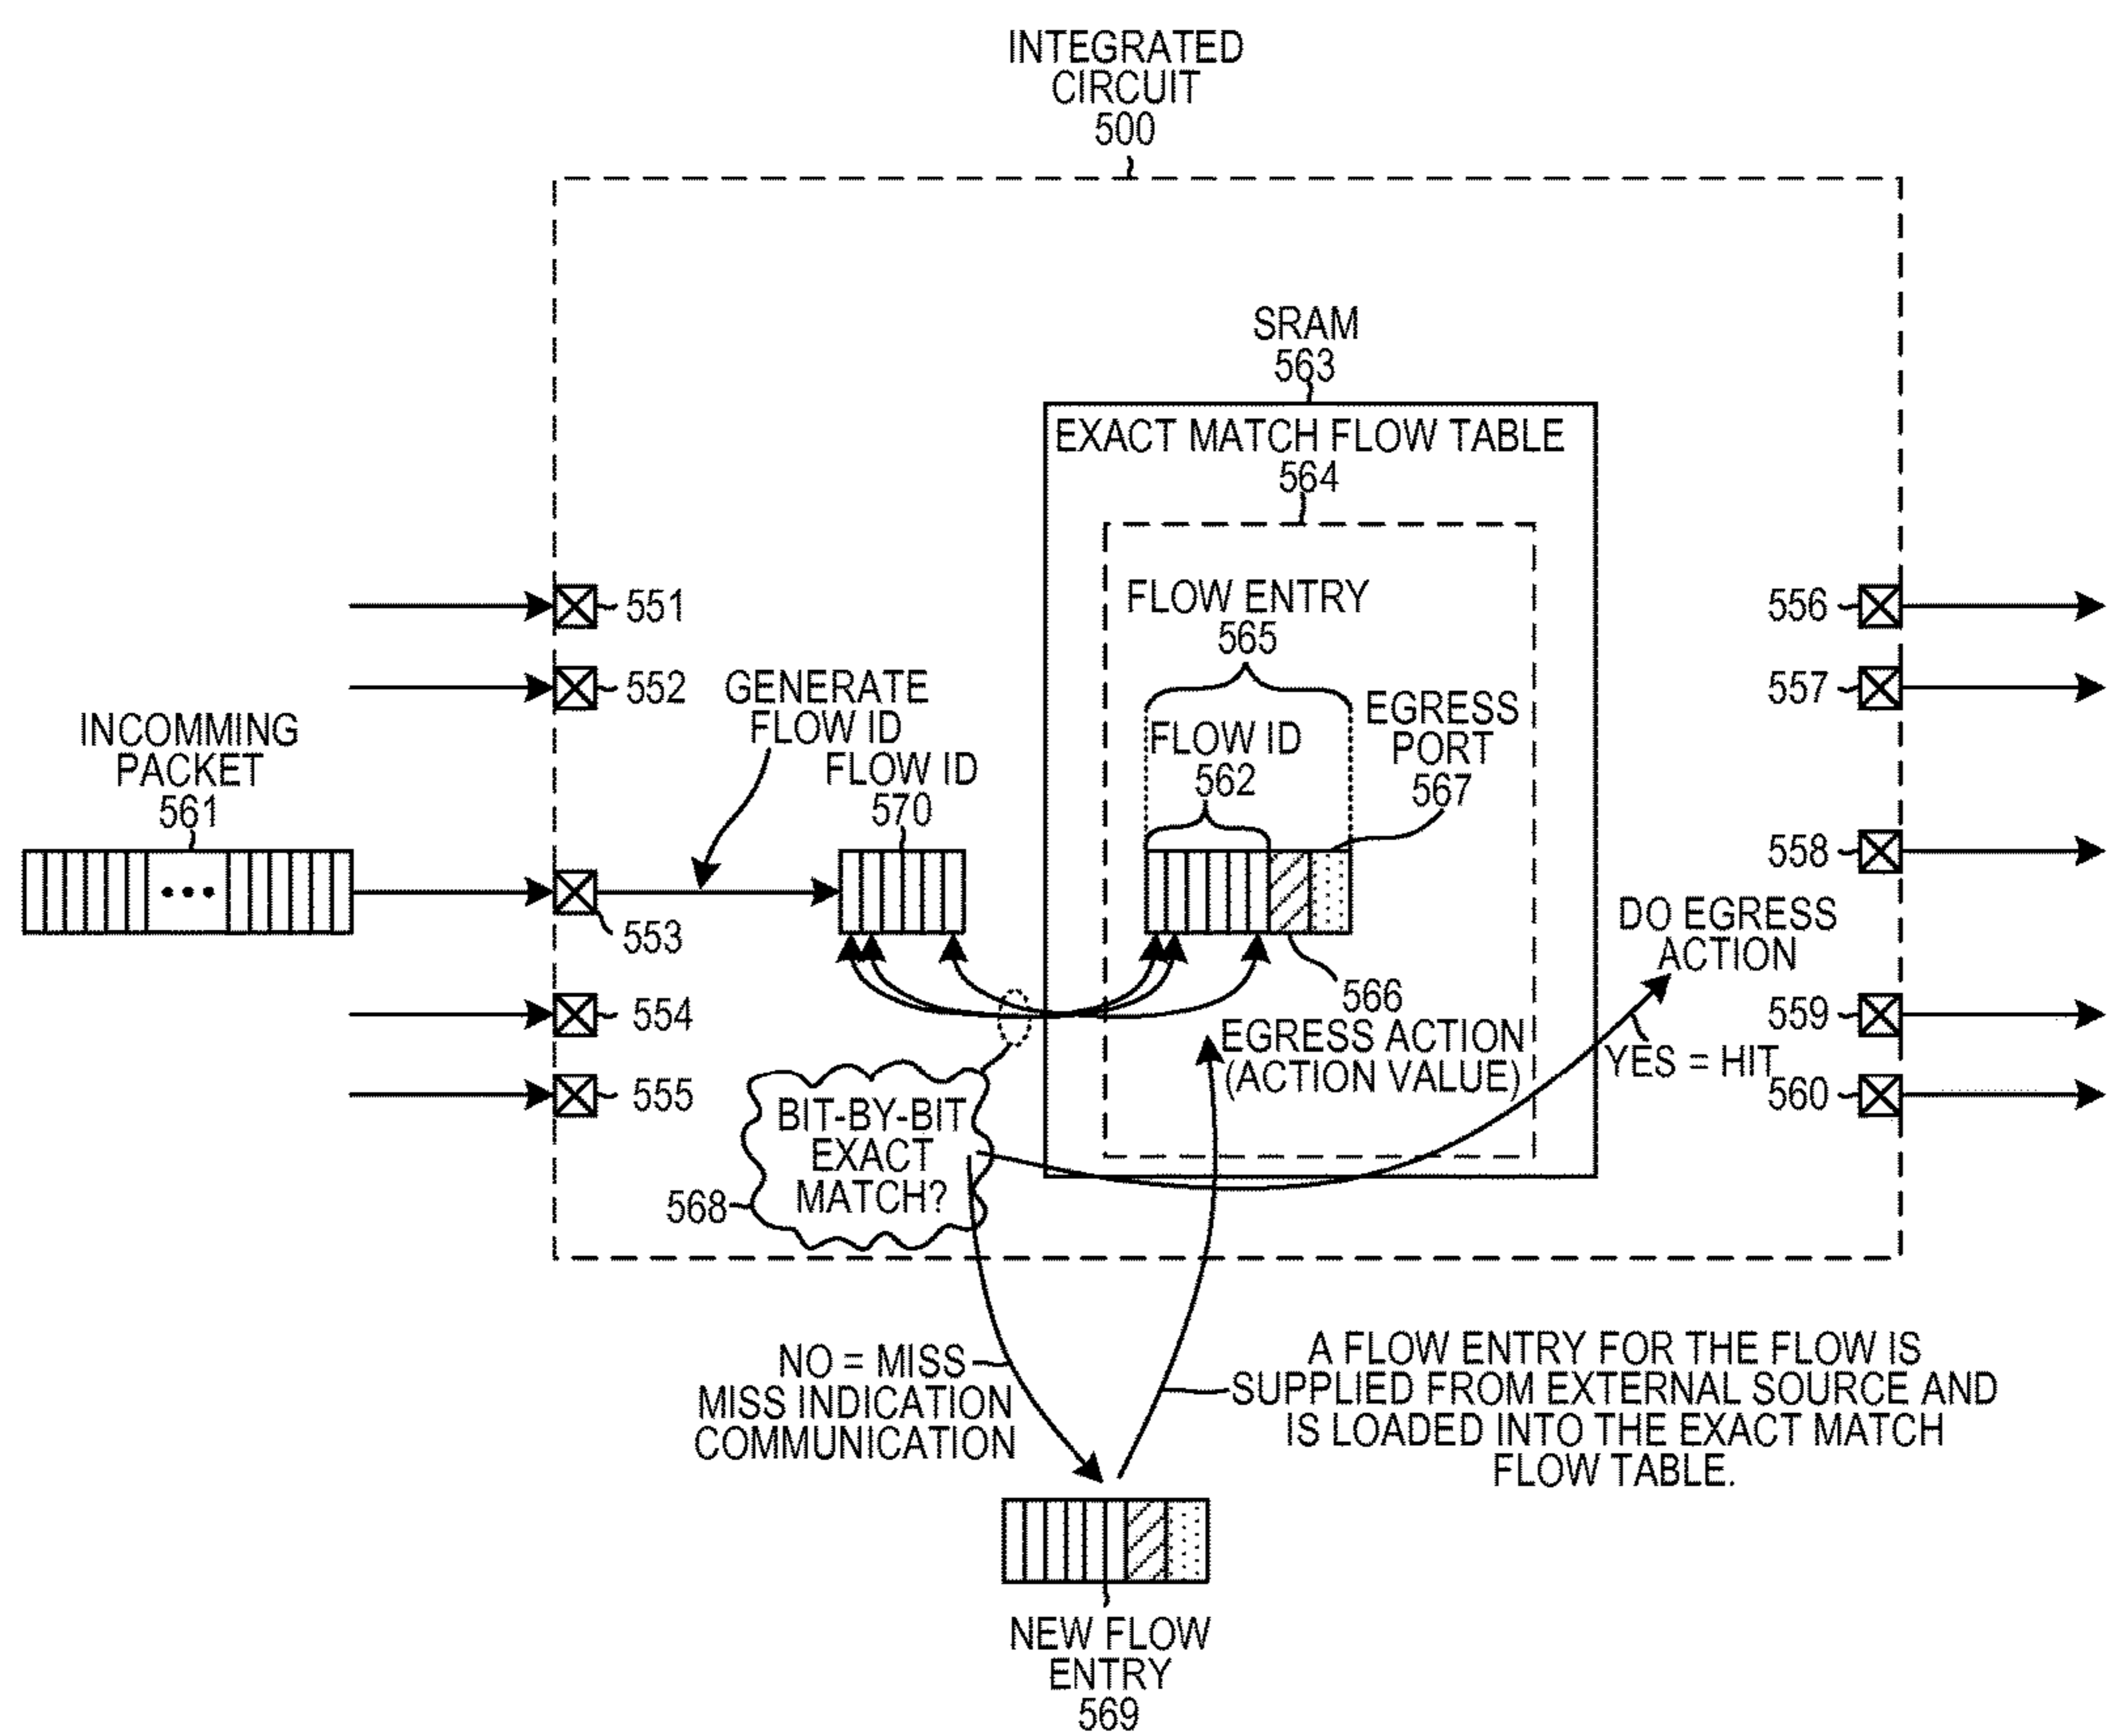 INTEGRATED
CIRCUIT
500
SRAM
563
EXACT MATCH FLOW TABLE
564
FLOW ENTRY
565
551
552
556
557
GENERATE
FLOW ID
FLOW ID
570
INCOMMING
PACKET
561
FLOW ID
562
EGRESS
PORT
567
558
553
DO EGRESS
ACTION
566
EGRESS ACTION
(ACTION VALUE)
554
555
559
YES = HIT
560
BIT-BY-BIT
EXACT
MATCH?
568
NO = MISS
MISS INDICATION
COMMUNICATION
A FLOW ENTRY FOR THE FLOW IS
SUPPLIED FROM EXTERNAL SOURCE AND
IS LOADED INTO THE EXACT MATCH
FLOW TABLE.
NEW FLOW
ENTRY
569